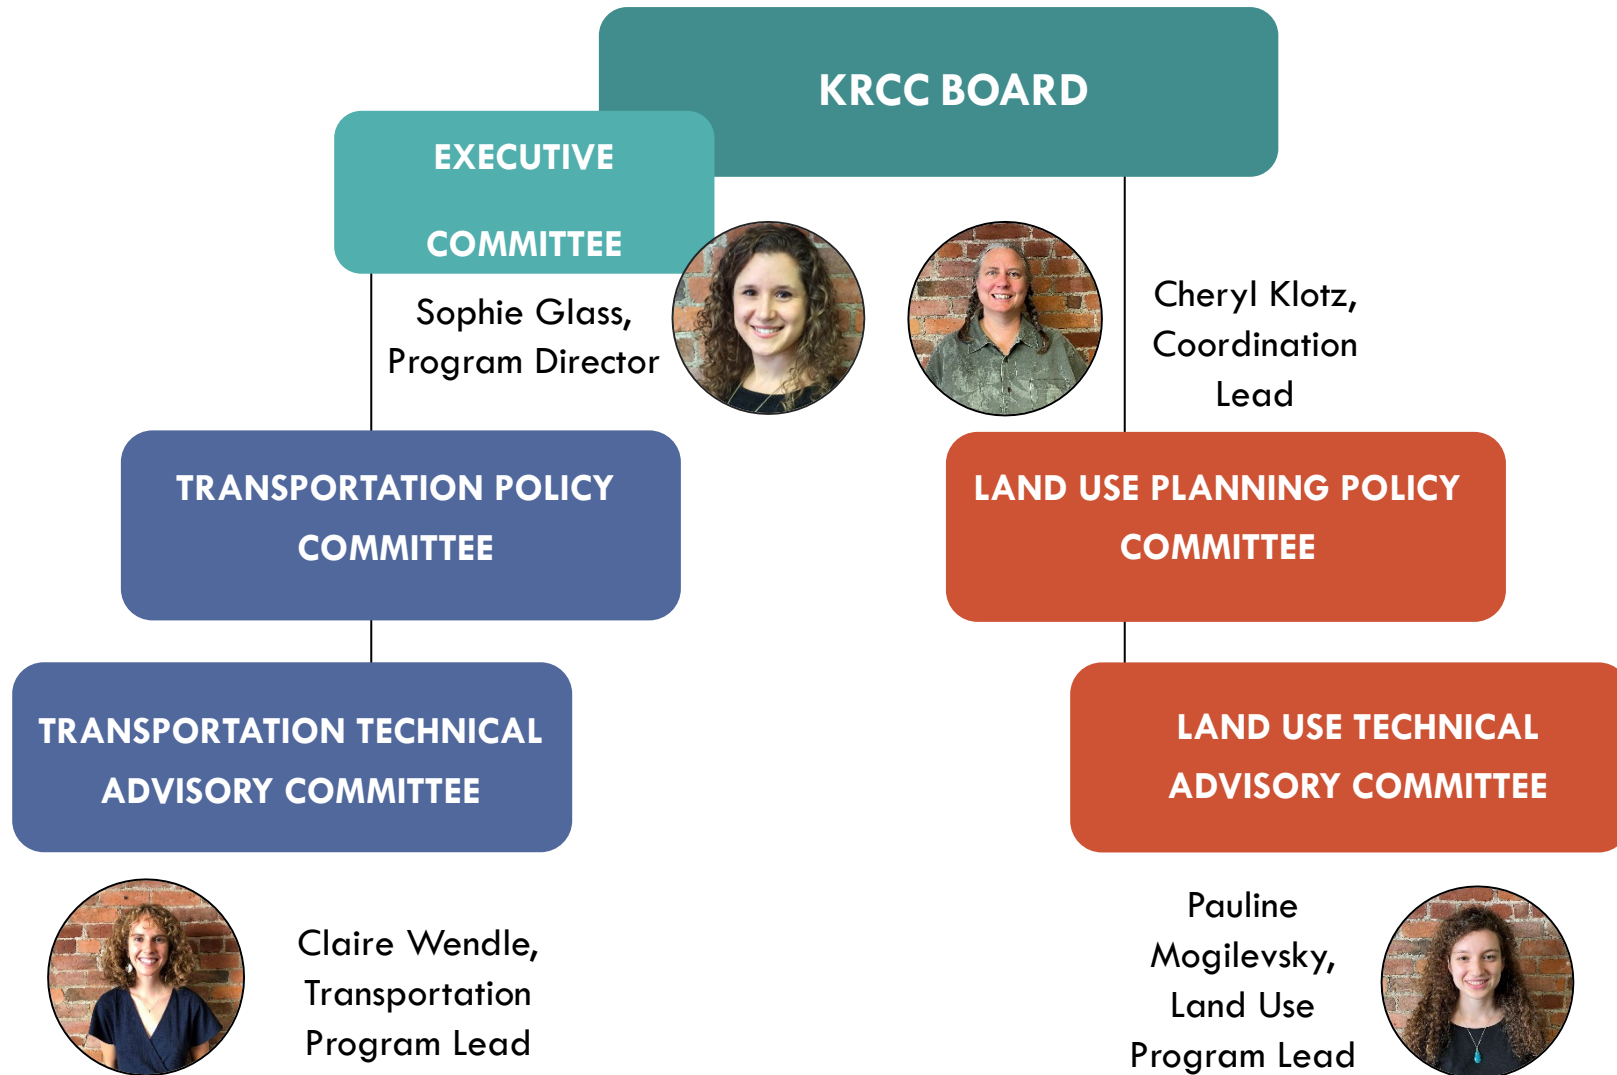 KRCC BOARD
EXECUTIVE
COMMITTEE
Sophie Glass,
Program Director
Cheryl Klotz,
Coordination
Lead
TRANSPORTATION POLICY
COMMITTEE
LAND USE PLANNING POLICY
COMMITTEE
TRANSPORTATION TECHNICAL
ADVISORY COMMITTEE
LAND USE TECHNICAL
ADVISORY COMMITTEE
Claire Wendle,
Transportation
Program Lead
Pauline
Mogilevsky,
Land Use
Program Lead